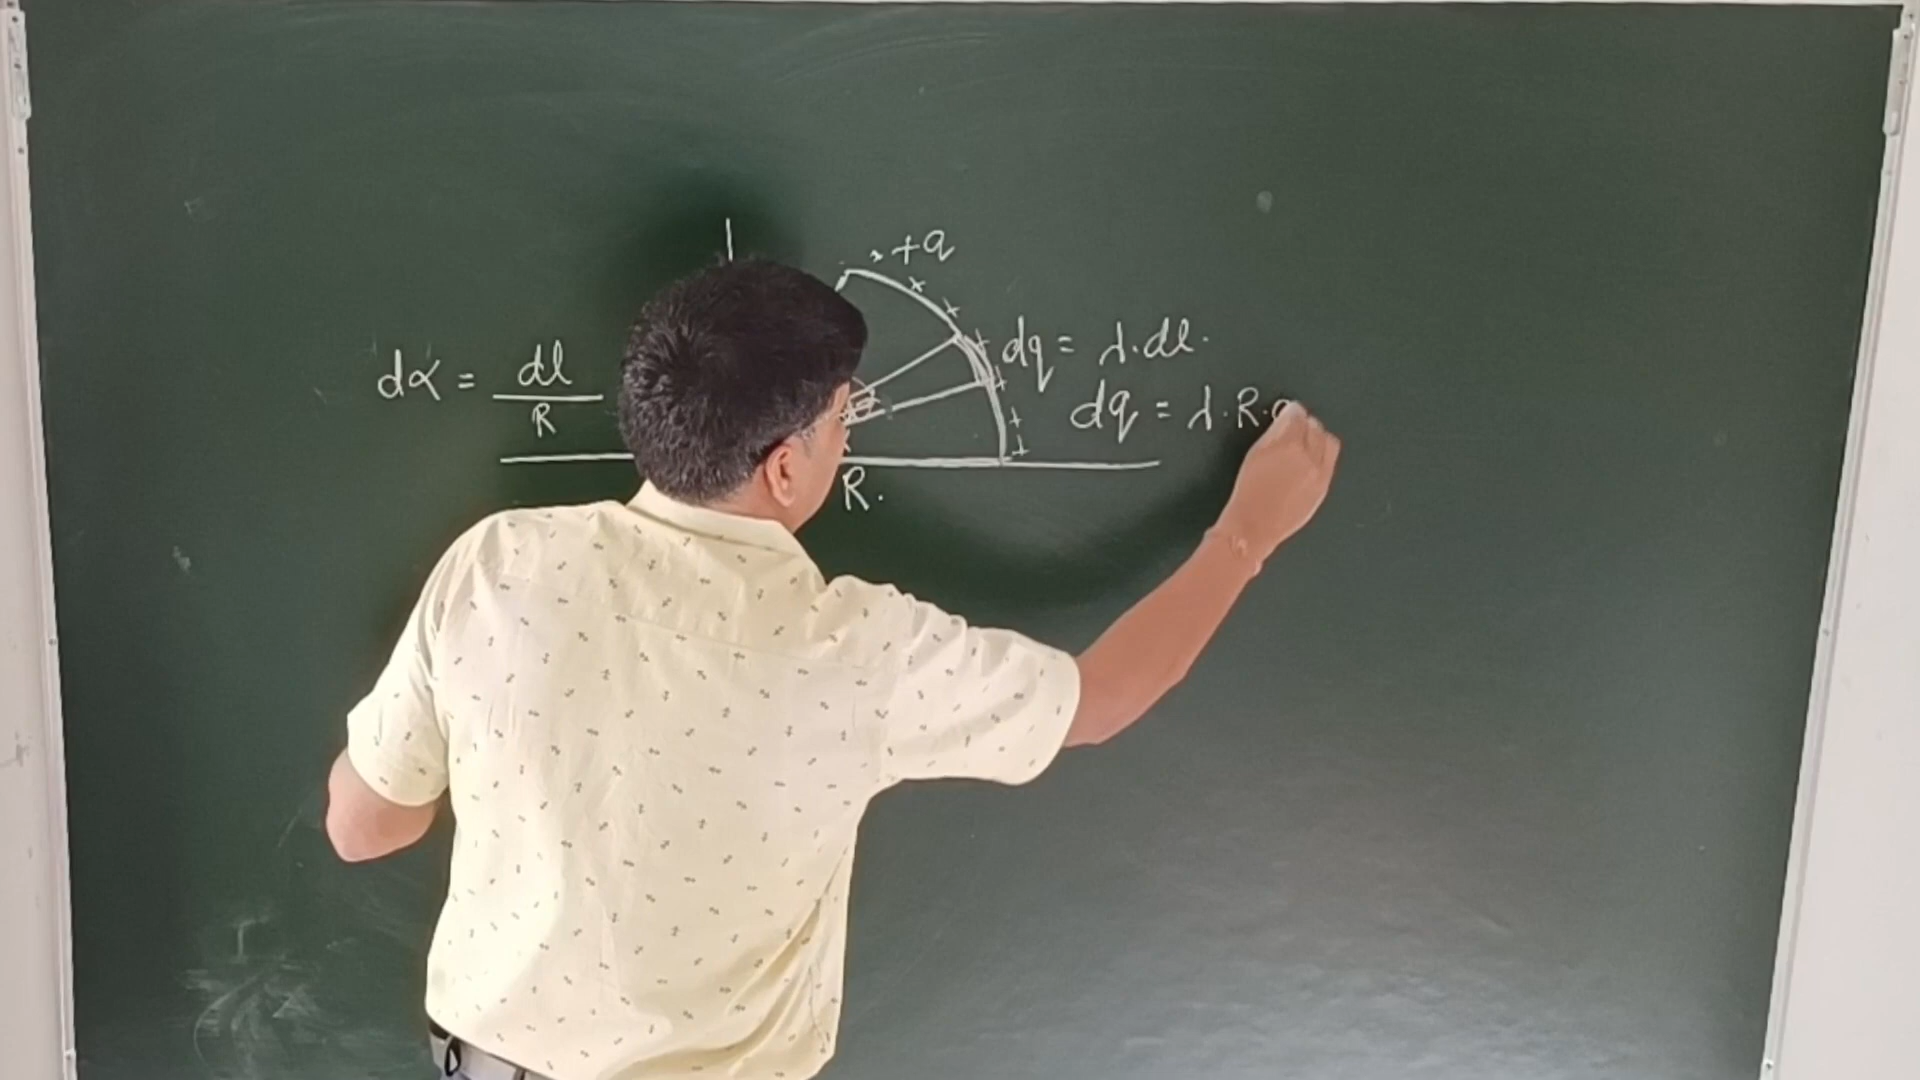 +q
dα = dl / R
dq = λ.dl.
dq = λ.R.
R.